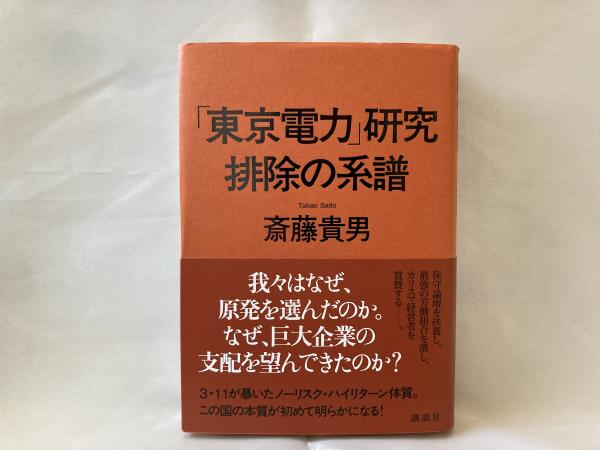 「東京電力」研究
排除の系譜
Takao Saito
斎藤貴男
保守論壇を扶養し、
最強の労働組合を潰し、
カリスマ経営者を
賞賛する——。
我々はなぜ、
原発を選んだのか。
なぜ、巨大企業の
支配を望んできたのか?
3・11が暴いたノーリスク・ハイリターン体質。
この国の本質が初めて明らかになる!
講談社